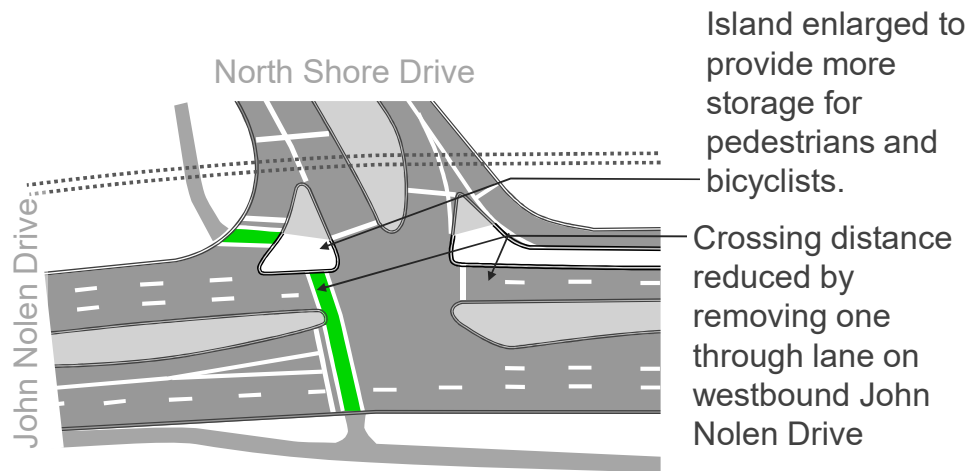 Island enlarged to
provide more
storage for
pedestrians and
bicyclists.
North Shore Drive
John Nolen Drive
Crossing distance
reduced by
removing one
through lane on
westbound John
Nolen Drive